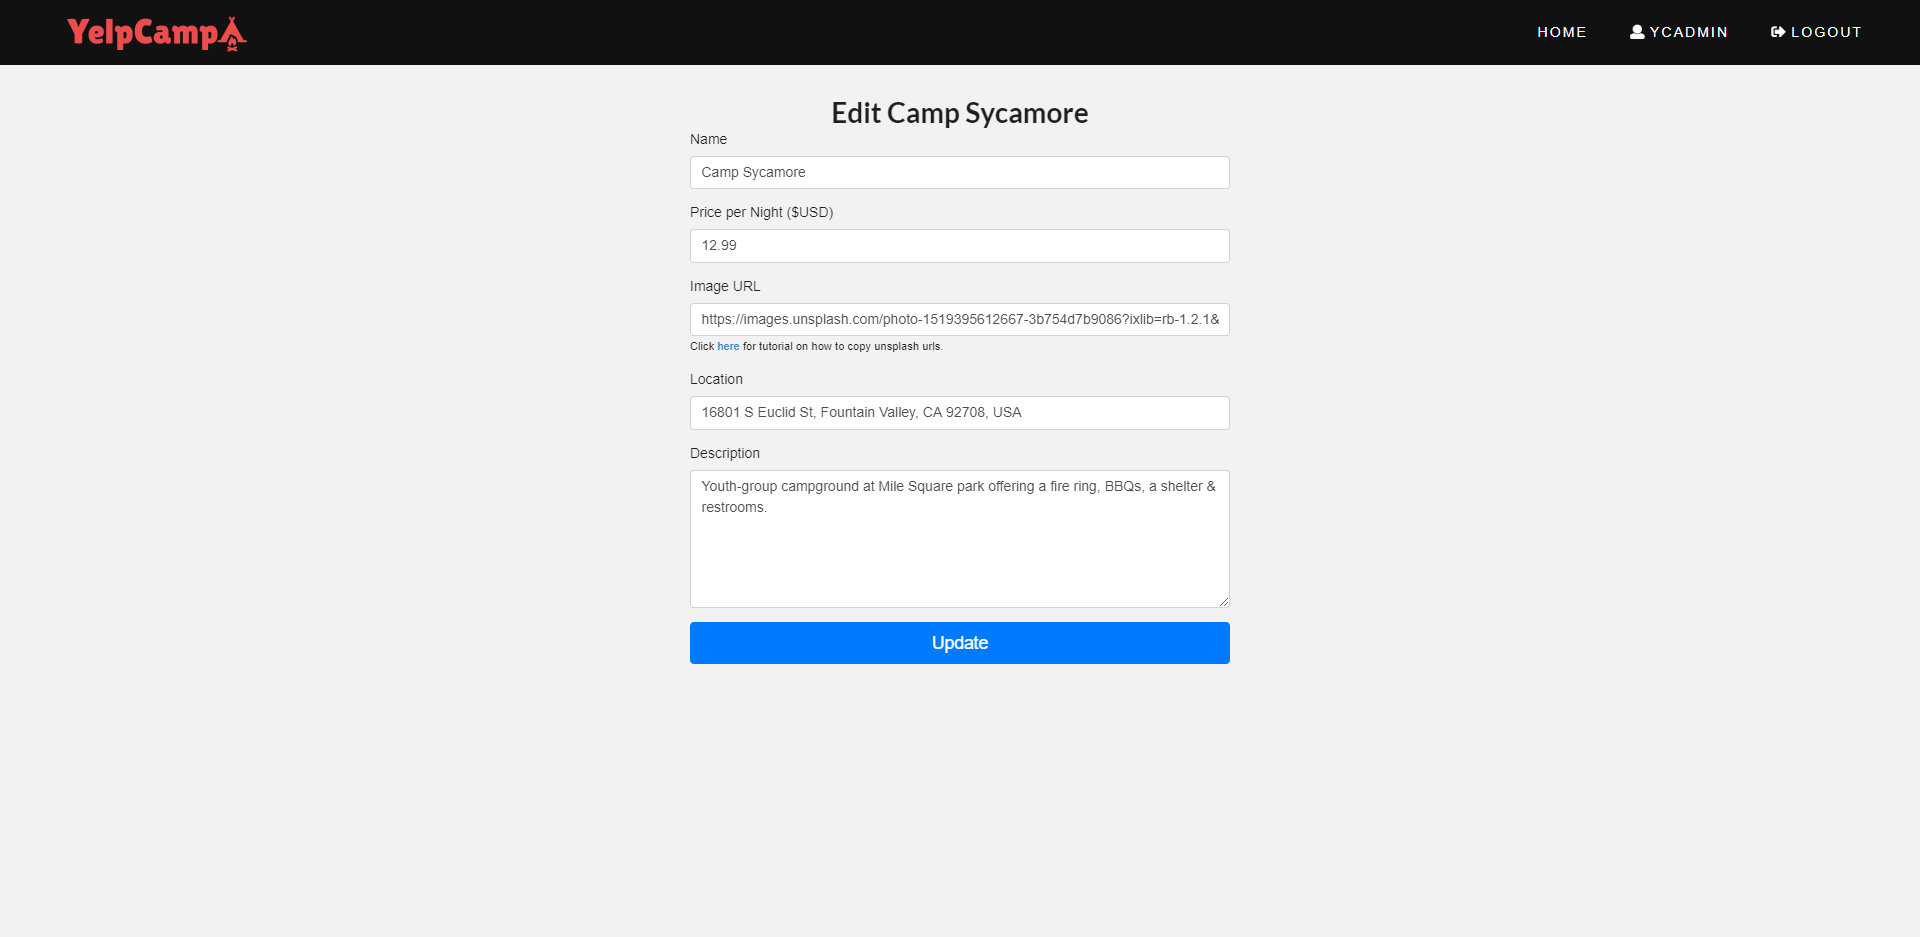 YelpCamp
HOME
YCADMIN
LOGOUT
Edit Camp Sycamore
Name
Camp Sycamore
Price per Night ($USD)
12.99
Image URL
https://images.unsplash.com/photo-1519395612667-3b754d7b9086?ixlib=rb-1.2.1&
Click here for tutorial on how to copy unsplash urls.
Location
16801 S Euclid St, Fountain Valley, CA 92708, USA
Description
Youth-group campground at Mile Square park offering a fire ring, BBQs, a shelter &
restrooms.
Update